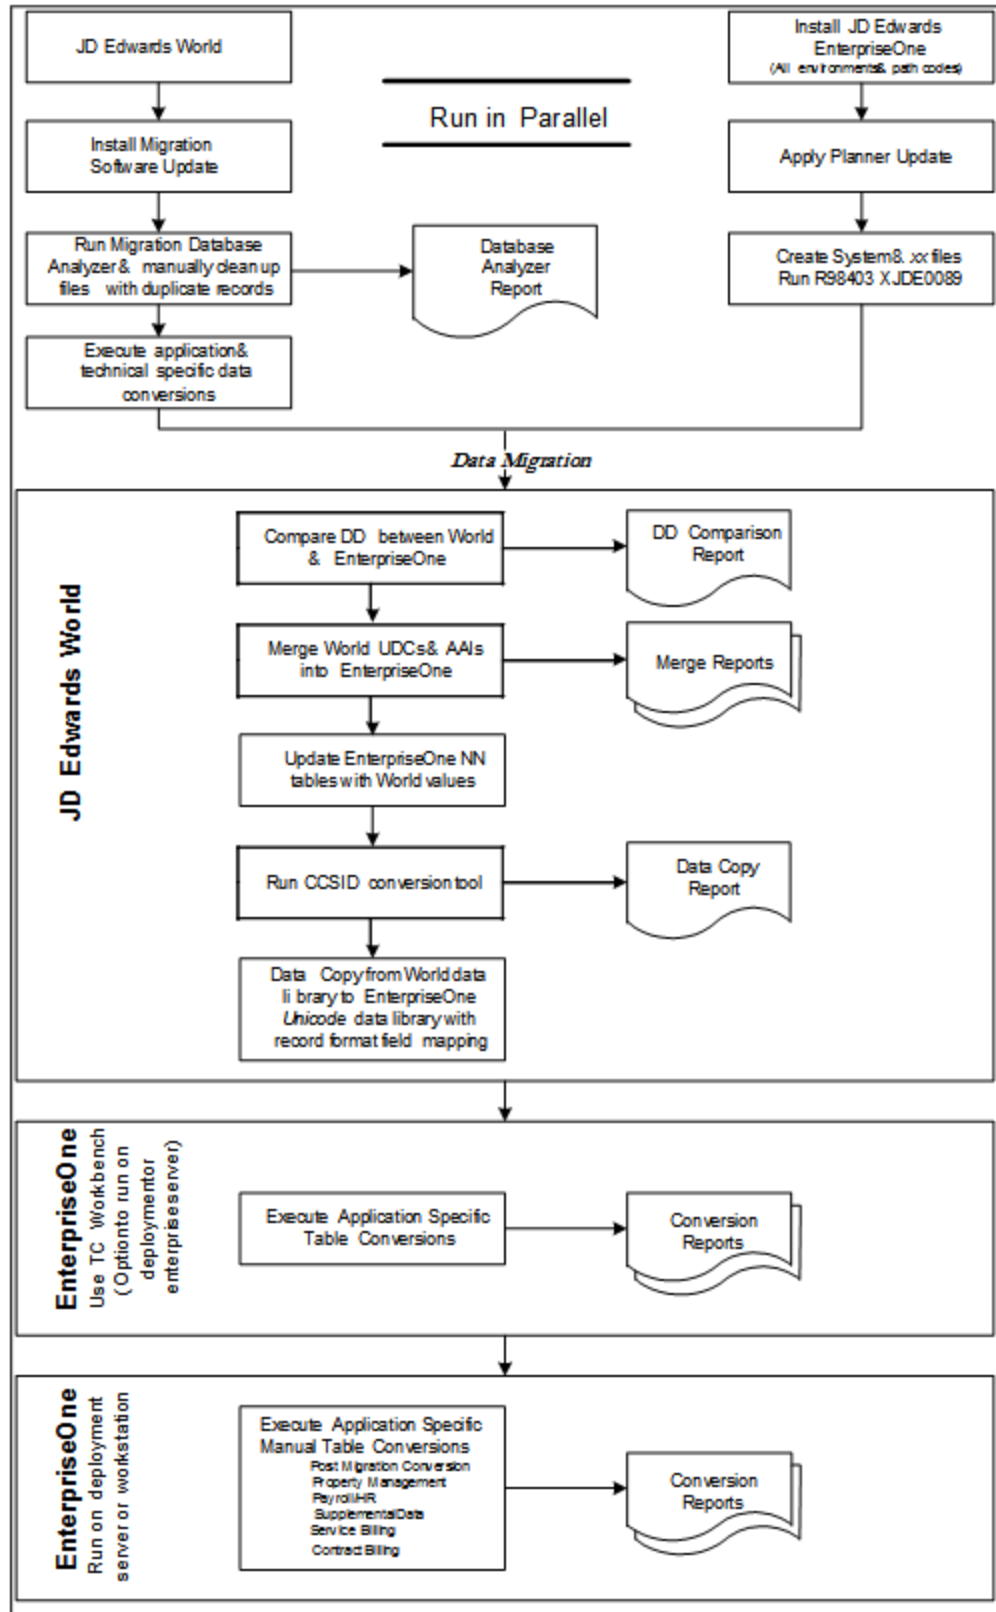 JD Edwards World
Install JD Edwards
EnterpriseOne
(All environments& path codes)
Run in Parallel
Install Migration
Software Update
Apply Planner Update
Run Migration Database
Analyzer& manually clean up
files with duplicate records
Database
Analyzer
Report
Create System& xx files
Run R98403 XJDE0089
Execute application&
technical specific data
conversions
Data Migration
JD Edwards World
Compare DD between World
& EnterpriseOne
DD Comparison
Report
Merge World UDCs& AAIs
into EnterpriseOne
Merge Reports
Update EnterpriseOne NN
tables with World values
Run CCSID conversion tool
Data Copy
Report
Data Copy from World data
li brary to EnterpriseOne
Unicode data library with
record format field mapping
EnterpriseOne
Use TC Workbench
(Option to run on
deployment or
enterprise server)
Execute Application Specific
Table Conversions
Conversion
Reports
EnterpriseOne
Run on deployment
server or workstation
Execute Application Specific
Manual Table Conversions
Post Migration Conversion
Property Management
Payroll/HR
Supplemental Data
Service Billing
Contract Billing
Conversion
Reports